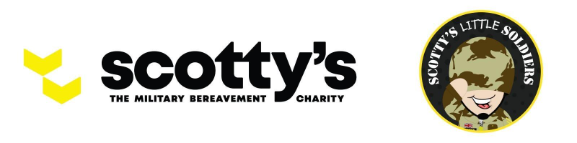 scotty's
THE MILITARY BEREAVEMENT CHARITY
SCOTTY'S LITTLE SOLDIERS